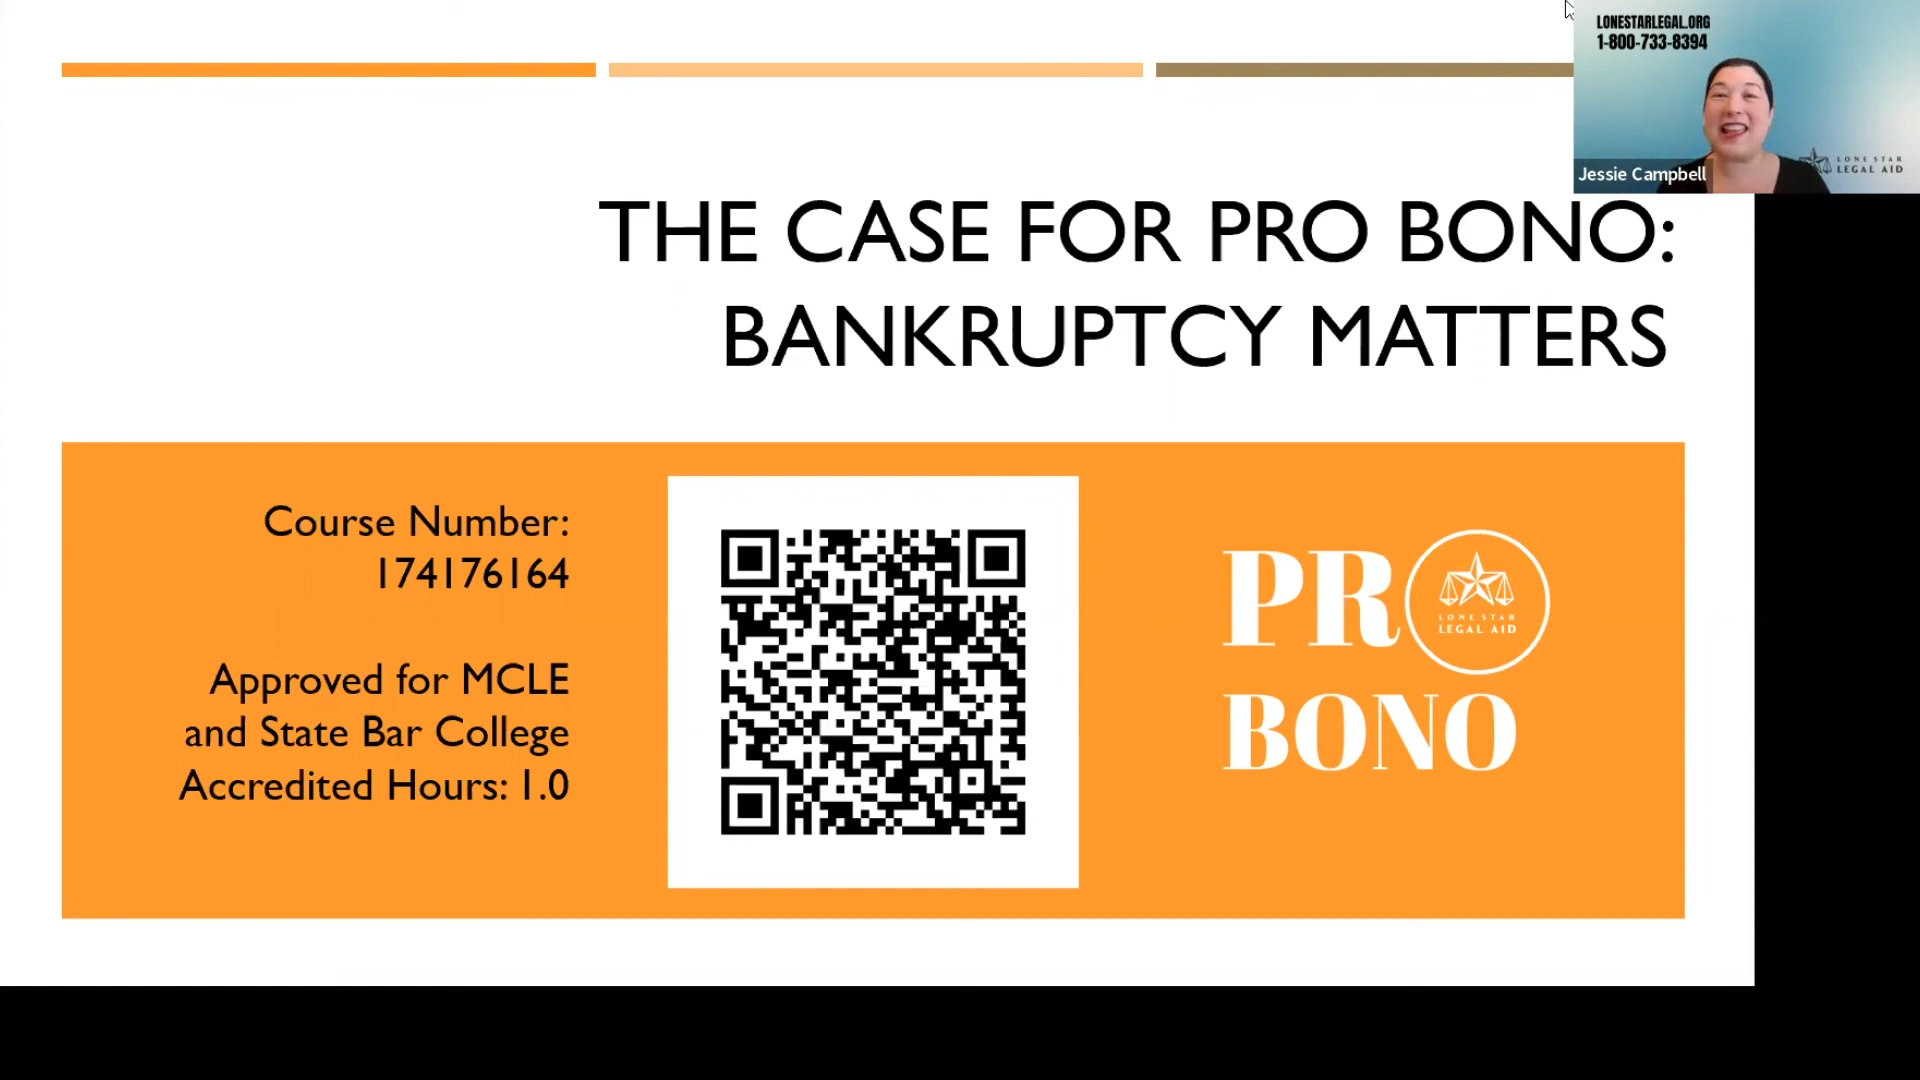 LONESTARLEGAL.ORG
1-800-733-8394
LONE STAR
LEGAL AID
Jessie Campbell
THE CASE FOR PRO BONO:
BANKRUPTCY MATTERS
Course Number:
174176164
Approved for MCLE
and State Bar College
Accredited Hours: 1.0
PR
LONE STAR
LEGAL AID
BONO